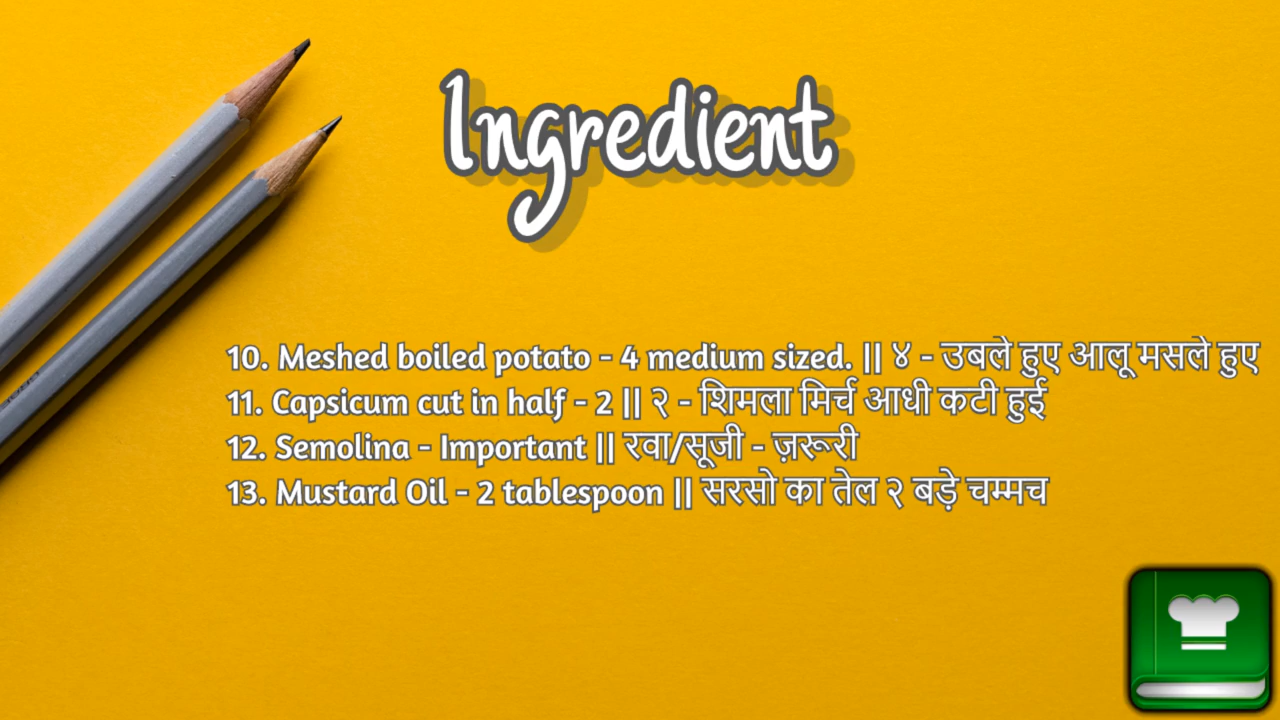 Ingredient
10. Meshed boiled potato - 4 medium sized. || ४ - उबले हुए आलू मसले हुए
11. Capsicum cut in half - 2 || २ - शिमला मिर्च आधी कटी हुई
12. Semolina - Important || रवा/सूजी - ज़रूरी
13. Mustard Oil - 2 tablespoon || सरसो का तेल २ बड़े चम्मच